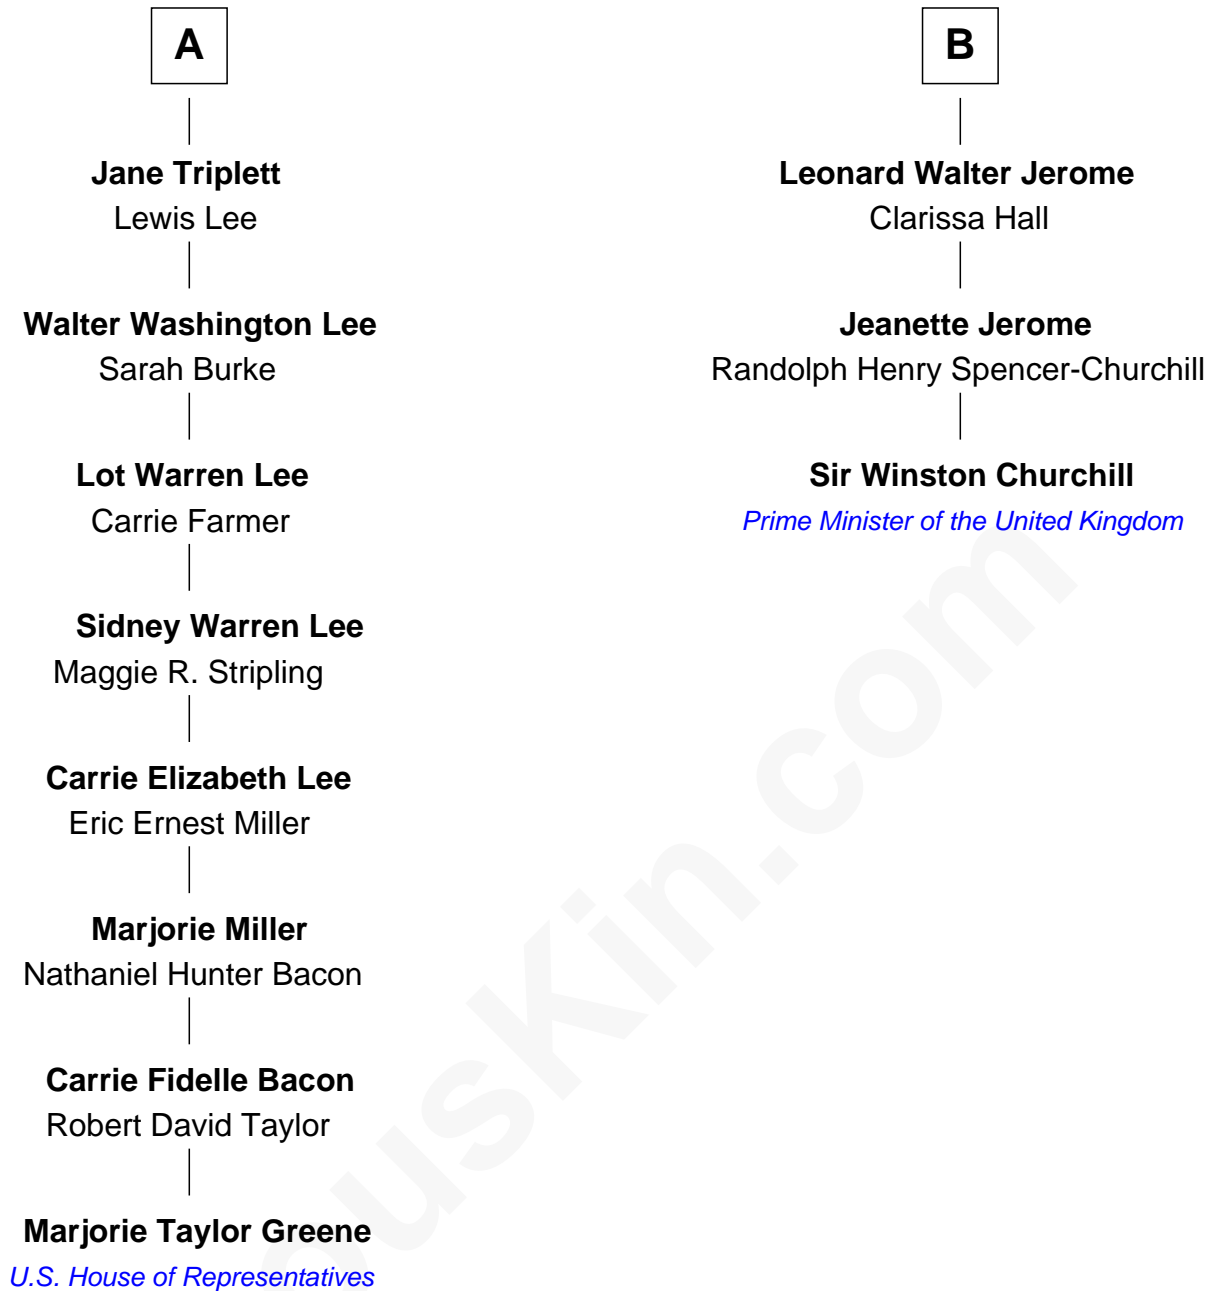 A
Jane Triplett
Lewis Lee
Walter Washington Lee
Sarah Burke
Lot Warren Lee
Carrie Farmer
Sidney Warren Lee
Maggie R. Stripling
Carrie Elizabeth Lee
Eric Ernest Miller
Marjorie Miller
Nathaniel Hunter Bacon
Carrie Fidelle Bacon
Robert David Taylor
Marjorie Taylor Greene
U.S. House of Representatives
B
Leonard Walter Jerome
Clarissa Hall
Jeanette Jerome
Randolph Henry Spencer-Churchill
Sir Winston Churchill
Prime Minister of the United Kingdom
ousKin.com